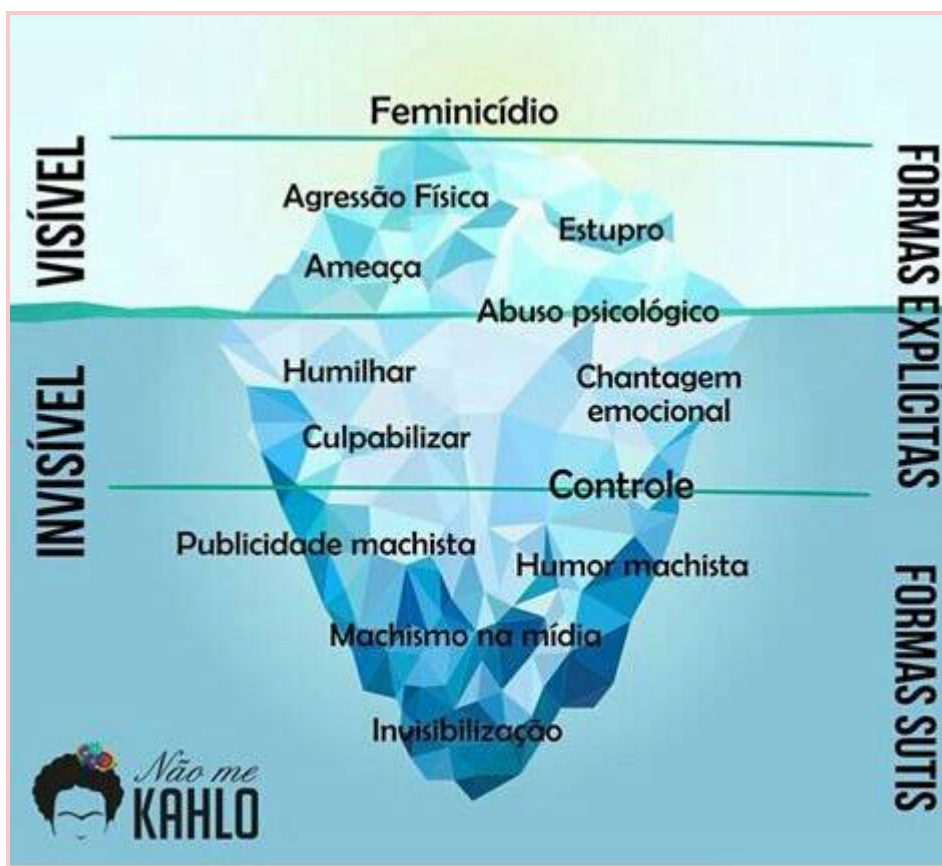 Feminicídio
VISÍVEL
Agressão Física
Estupro
Ameaça
Abuso psicológico
FORMAS EXPLICITAS
INVISÍVEL
Humilhar
Chantagem
emocional
Culpabilizar
Controle
Publicidade machista
Humor machista
Machismo na mídia
FORMAS SUTIS
Invisibilização
Não me
KAHLO